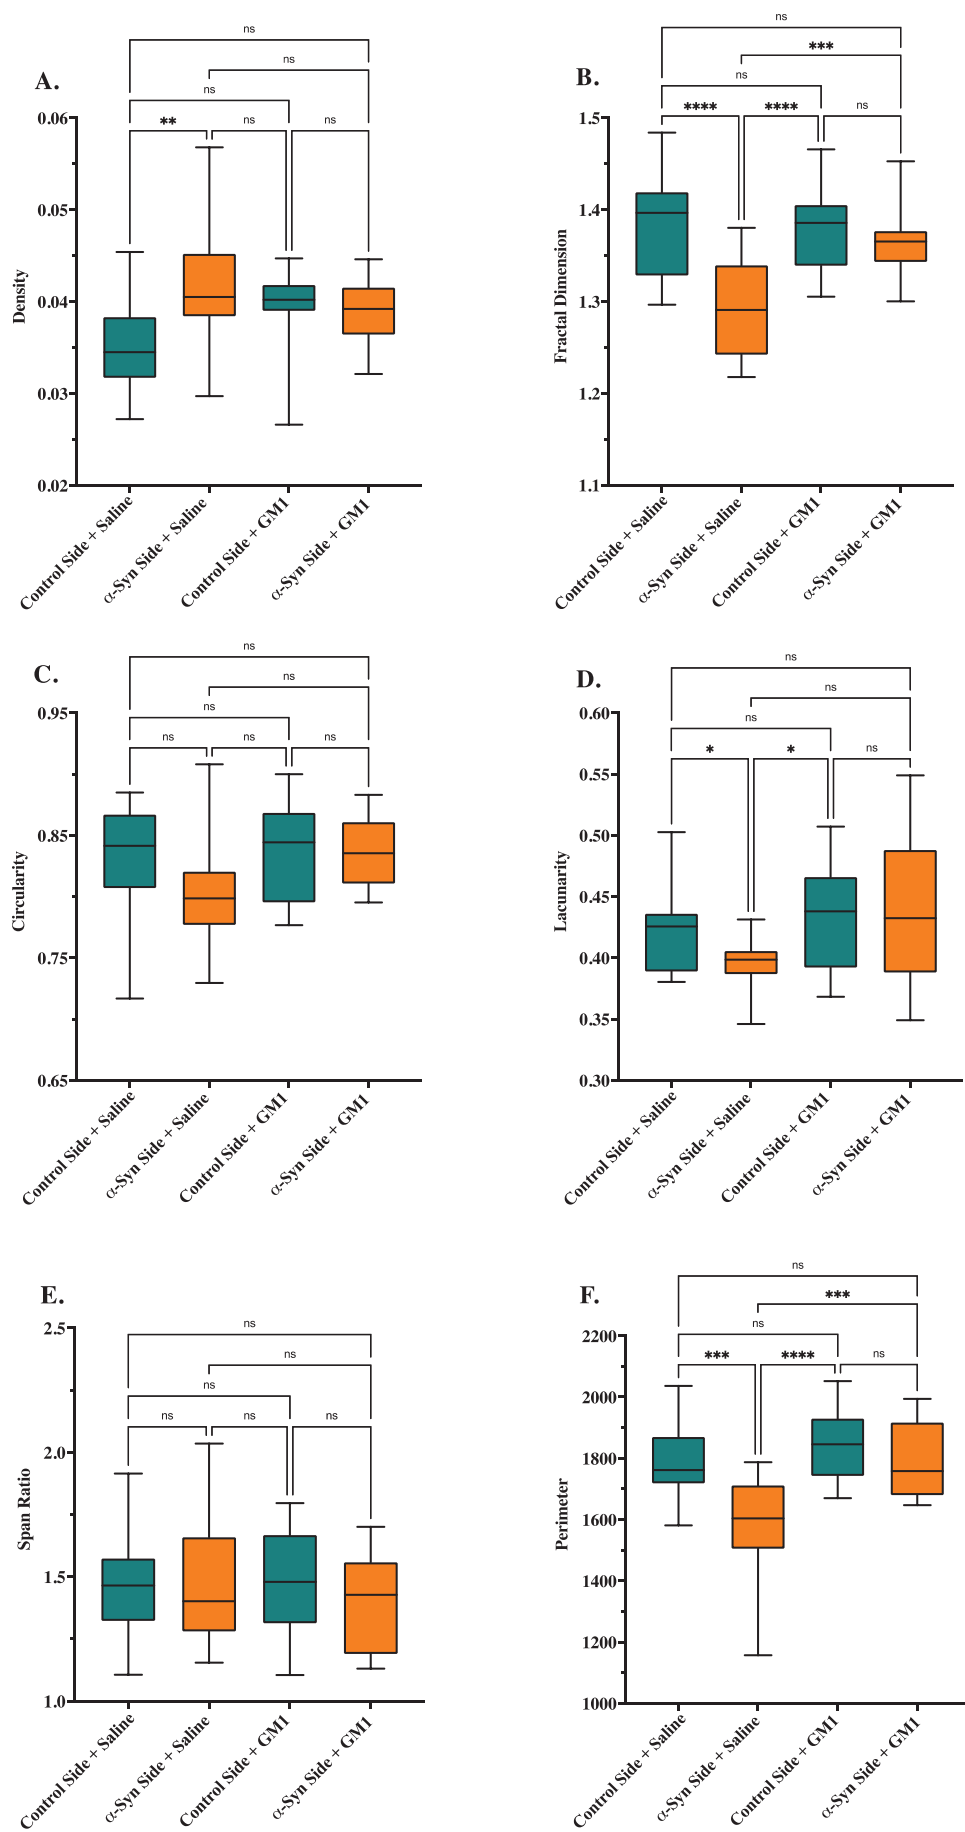 A.
ns
ns
ns
**
ns
ns
Density
0.06
0.05
0.04
0.03
0.02
Control Side + Saline
α-Syn Side + Saline
Control Side + GM1
α-Syn Side + GM1
B.
ns
***
ns
****
****
ns
Fractal Dimension
1.5
1.4
1.3
1.2
1.1
Control Side + Saline
α-Syn Side + Saline
Control Side + GM1
α-Syn Side + GM1
C.
ns
ns
ns
ns
ns
ns
Circularity
0.95
0.85
0.75
0.65
Control Side + Saline
α-Syn Side + Saline
Control Side + GM1
α-Syn Side + GM1
D.
ns
ns
ns
*
*
ns
Lacunarity
0.60
0.55
0.50
0.45
0.40
0.35
0.30
Control Side + Saline
α-Syn Side + Saline
Control Side + GM1
α-Syn Side + GM1
E.
ns
ns
ns
ns
ns
ns
Span Ratio
2.5
2.0
1.5
1.0
Control Side + Saline
α-Syn Side + Saline
Control Side + GM1
α-Syn Side + GM1
F.
ns
***
ns
***
****
ns
Perimeter
2200
2000
1800
1600
1400
1200
1000
Control Side + Saline
α-Syn Side + Saline
Control Side + GM1
α-Syn Side + GM1